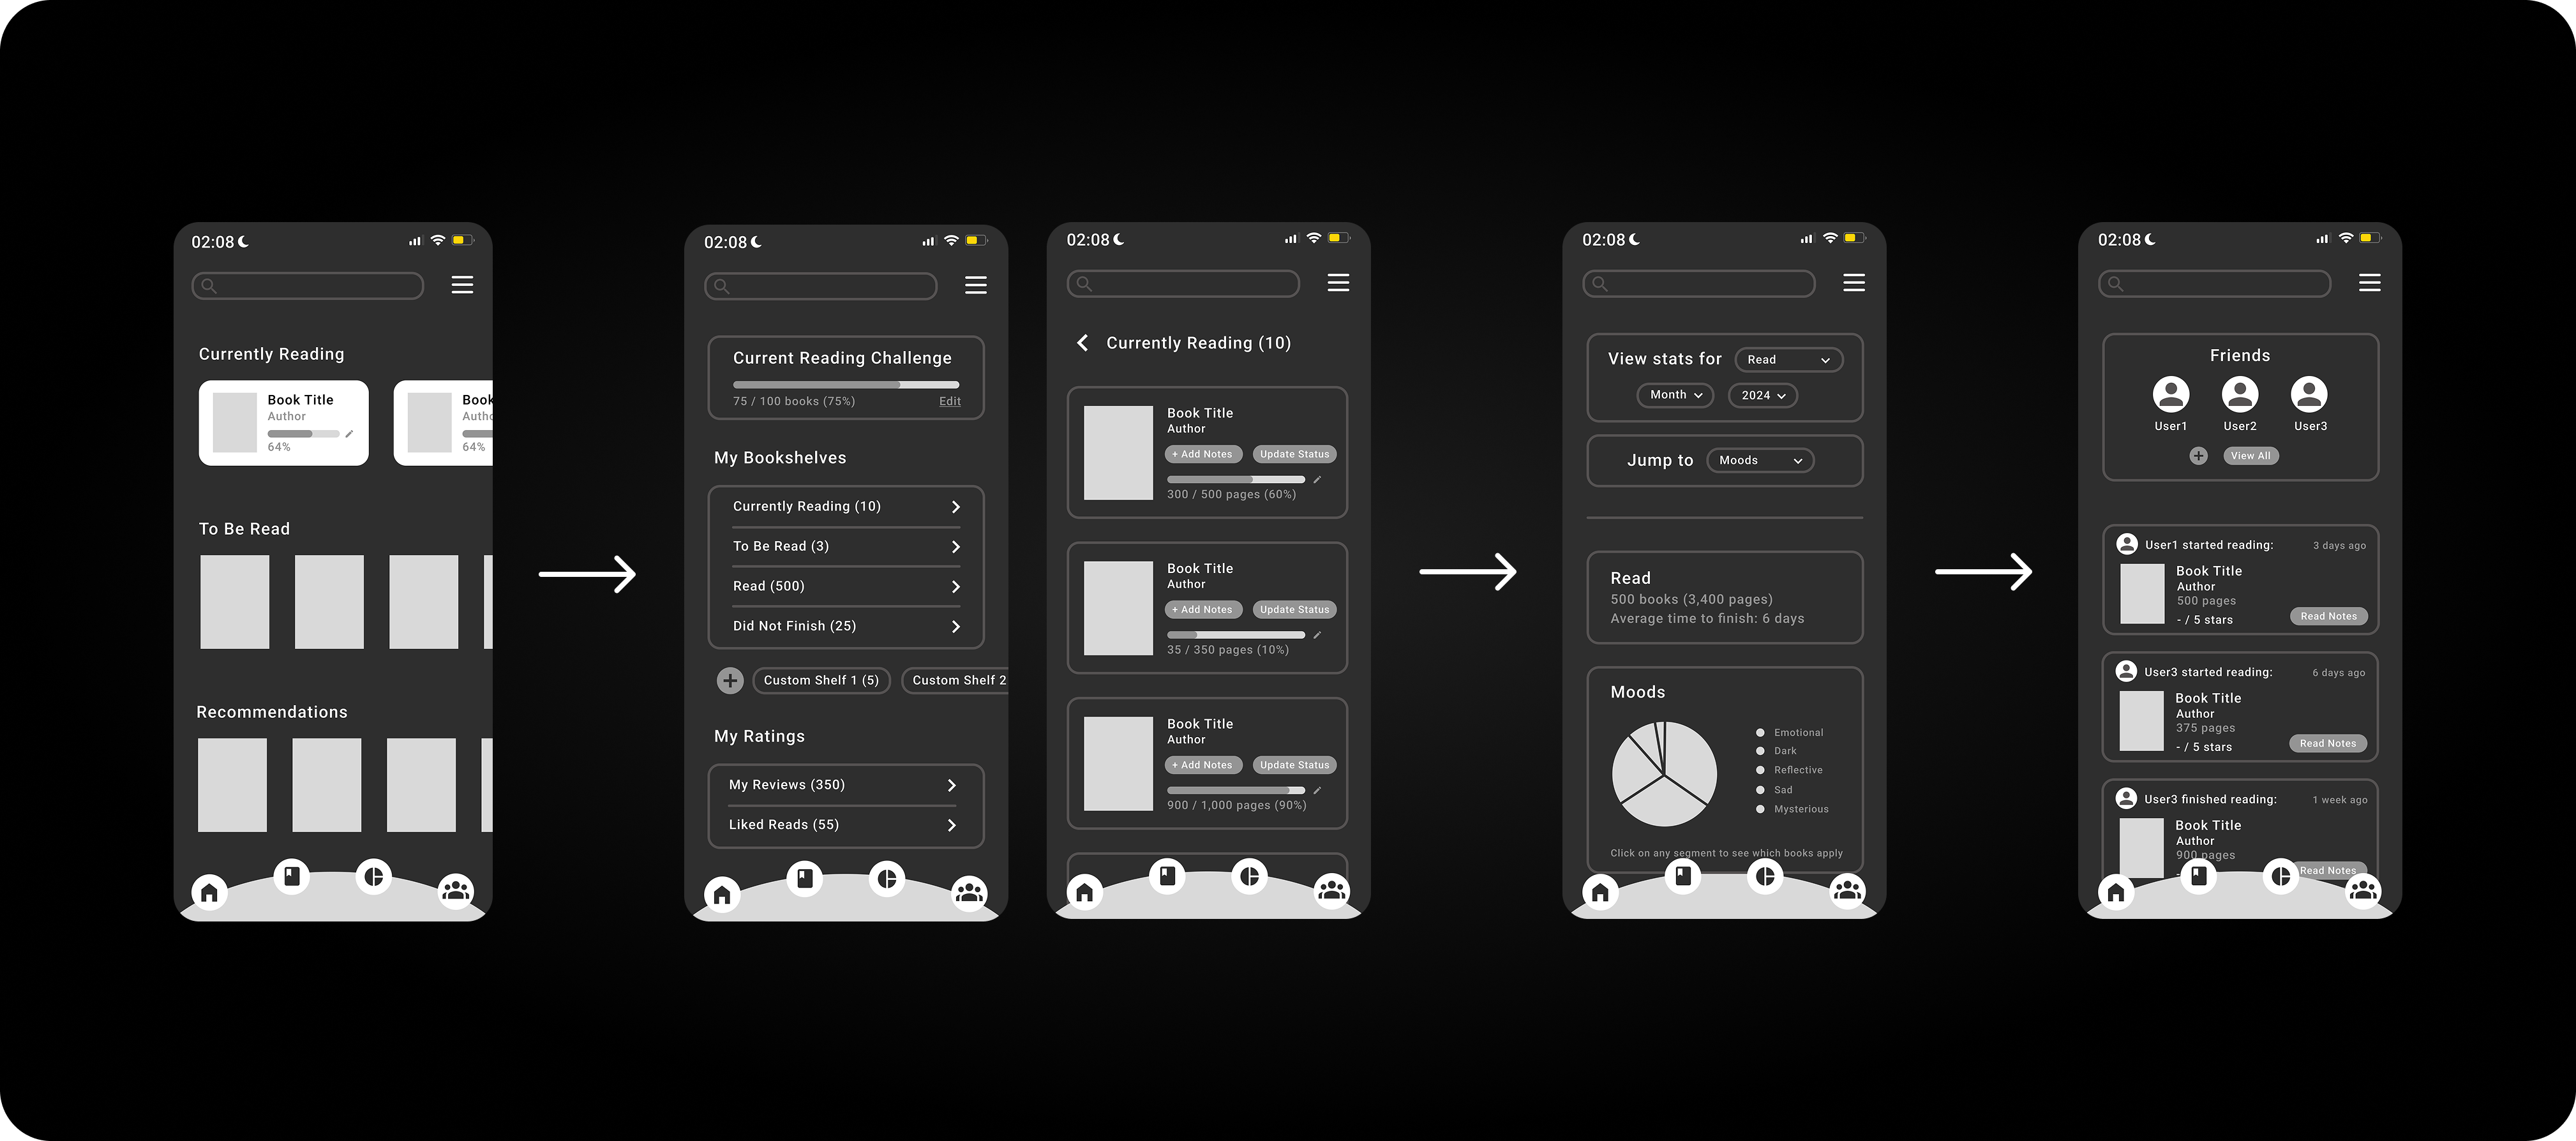 02:08
Currently Reading
Book Title
Author
64%
Book
Autho
64%
To Be Read
Recommendations
02:08
Current Reading Challenge
75 / 100 books (75%)
Edit
My Bookshelves
Currently Reading (10)
To Be Read (3)
Read (500)
Did Not Finish (25)
Custom Shelf 1 (5)
Custom Shelf 2
My Ratings
My Reviews (350)
Liked Reads (55)
02:08
Currently Reading (10)
Book Title
Author
+ Add Notes
Update Status
300 / 500 pages (60%)
Book Title
Author
+ Add Notes
Update Status
35 / 350 pages (10%)
Book Title
Author
+ Add Notes
Update Status
900 / 1,000 pages (90%)
02:08
View stats for
Read
Month
2024
Jump to
Moods
Read
500 books (3,400 pages)
Average time to finish: 6 days
Moods
Emotional
Dark
Reflective
Sad
Mysterious
Click on any segment to see which books apply
02:08
Friends
User1
User2
User3
View All
User1 started reading:
3 days ago
Book Title
Author
500 pages
- / 5 stars
Read Notes
User3 started reading:
6 days ago
Book Title
Author
375 pages
- / 5 stars
Read Notes
User3 finished reading:
1 week ago
Book Title
Author
900 pages
Read Notes